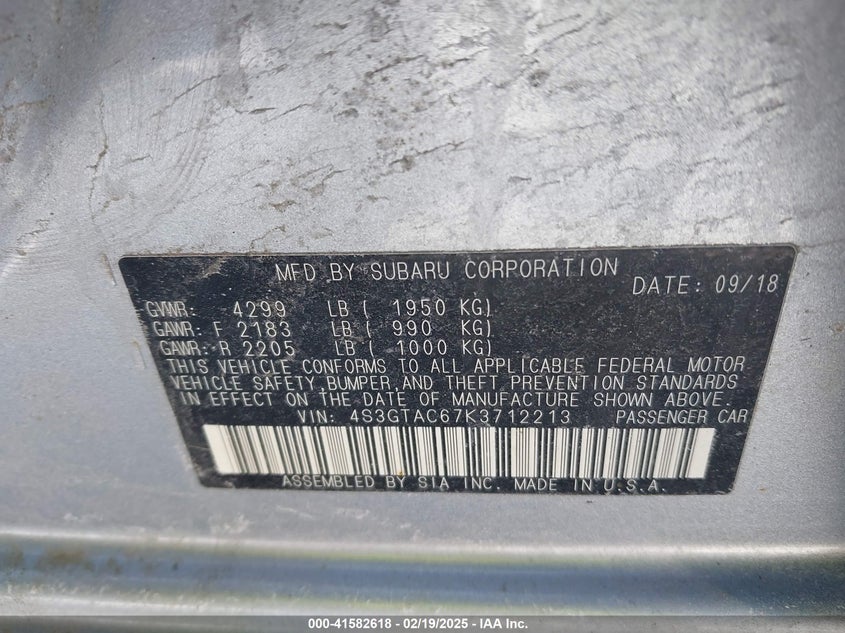 MFD BY SUBARU CORPORATION
DATE: 09/18
GVWR: 4299 LB ( 1950 KG)
GAWR: F 2183 LB ( 990 KG)
GAWR: R 2205 LB ( 1000 KG)
THIS VEHICLE CONFORMS TO ALL APPLICABLE FEDERAL MOTOR
VEHICLE SAFETY,BUMPER,AND THEFT PREVENTION STANDARDS
IN EFFECT ON THE DATE OF MANUFACTURE SHOWN ABOVE.
VIN: 4S3GTAC67K3712213 PASSENGER CAR
ASSEMBLED BY SIA INC. MADE IN U.S.A.
000-41582618 - 02/19/2025 - IAA Inc.